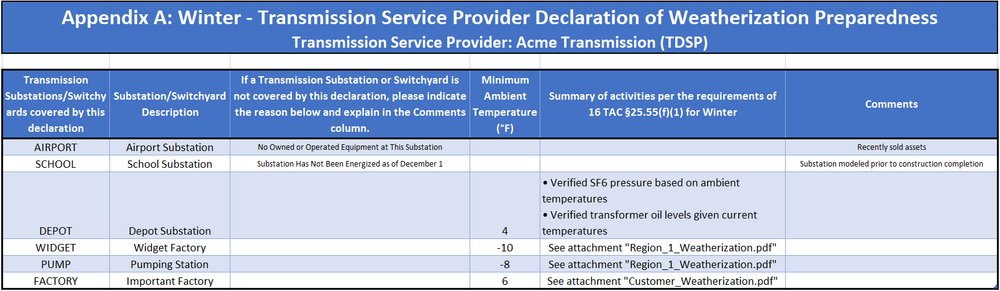 Appendix A: Winter - Transmission Service Provider Declaration of Weatherization Preparedness
Transmission Service Provider: Acme Transmission (TDSP)
Transmission
Substations/Switchy
ards covered by this
declaration
Substation/Switchyard
Description
If a Transmission Substation or Switchyard is
not covered by this declaration, please indicate
the reason below and explain in the Comments
column.
Minimum
Ambient
Temperature
(°F)
Summary of activities per the requirements of
16 TAC §25.55(f)(1) for Winter
Comments
AIRPORT Airport Substation No Owned or Operated Equipment at This Substation Recently sold assets
SCHOOL School Substation Substation Has Not Been Energized as of December 1 Substation modeled prior to construction completion
• Verified SF6 pressure based on ambient
temperatures
• Verified transformer oil levels given current
DEPOT Depot Substation 4 temperatures
WIDGET Widget Factory -10 See attachment "Region_1_Weatherization.pdf"
PUMP Pumping Station -8 See attachment "Region_1_Weatherization.pdf"
FACTORY Important Factory 6 See attachment "Customer_Weatherization.pdf"